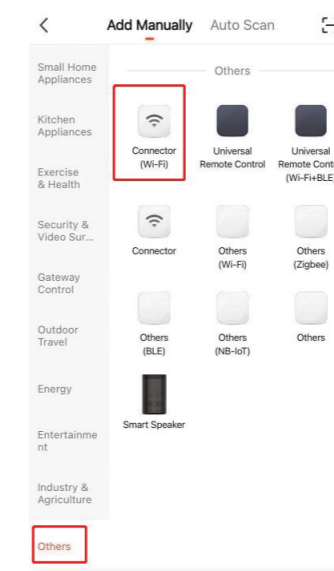 Add Manually Auto Scan
Small Home
Appliances
Kitchen
Appliances
Exercise
& Health
Security &
Video Sur...
Gateway
Control
Outdoor
Travel
Energy
Entertainme
nt
Industry &
Agriculture
Others
Others
Connector
(Wi-Fi)
Universal
Remote Control
Universal
Remote Cont
(Wi-Fi+BLE
Connector
Others
(Wi-Fi)
Others
(Zigbee)
Others
(BLE)
Others
(NB-IoT)
Others
Smart Speaker